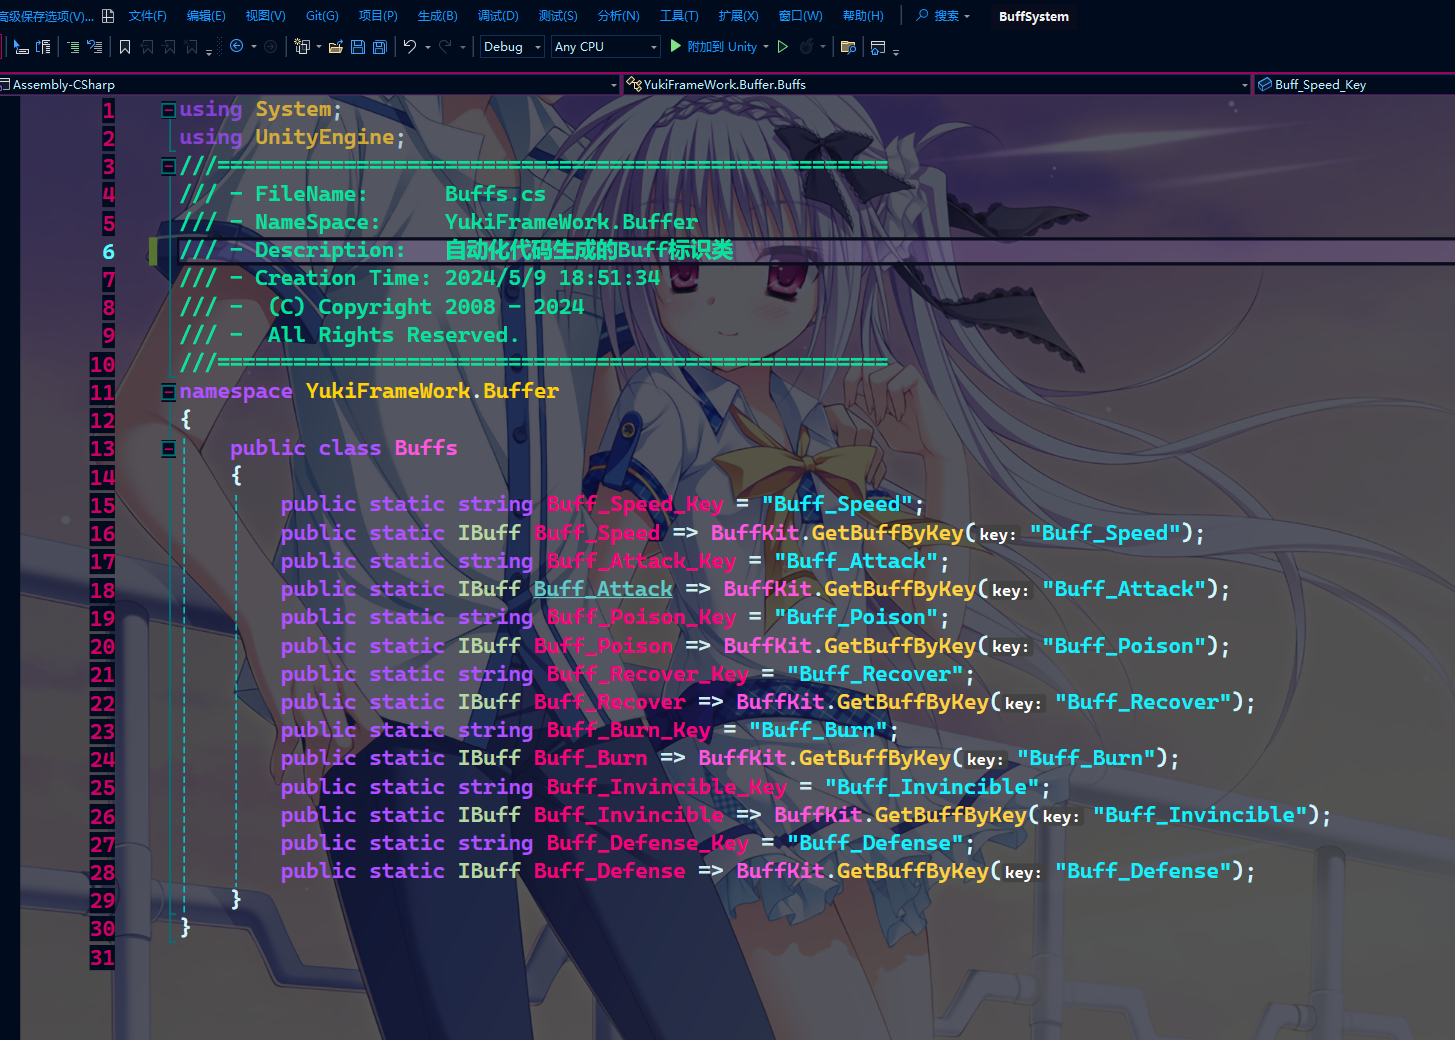 高级保存选项(V)... 文件(F) 编辑(E) 视图(V) Git(G) 项目(P) 生成(B) 调试(D) 测试(S) 分析(N) 工具(T) 扩展(X) 窗口(W) 帮助(H) 搜索 BuffSystem
Debug Any CPU 附加到 Unity
Assembly-CSharp YukiFrameWork.Buffer.Buffs Buff_Speed_Key
1 using System;
2 using UnityEngine;
3 ///=====================================================
4 /// - FileName: Buffs.cs
5 /// - NameSpace: YukiFrameWork.Buffer
6 /// - Description: 自动化代码生成的Buff标识类
7 /// - Creation Time: 2024/5/9 18:51:34
8 /// - (C) Copyright 2008 - 2024
9 /// - All Rights Reserved.
10 ///=====================================================
11 namespace YukiFrameWork.Buffer
12 {
13 public class Buffs
14 {
15 public static string Buff_Speed_Key = "Buff_Speed";
16 public static IBuff Buff_Speed => BuffKit.GetBuffByKey(key: "Buff_Speed");
17 public static string Buff_Attack_Key = "Buff_Attack";
18 public static IBuff Buff_Attack => BuffKit.GetBuffByKey(key: "Buff_Attack");
19 public static string Buff_Poison_Key = "Buff_Poison";
20 public static IBuff Buff_Poison => BuffKit.GetBuffByKey(key: "Buff_Poison");
21 public static string Buff_Recover_Key = "Buff_Recover";
22 public static IBuff Buff_Recover => BuffKit.GetBuffByKey(key: "Buff_Recover");
23 public static string Buff_Burn_Key = "Buff_Burn";
24 public static IBuff Buff_Burn => BuffKit.GetBuffByKey(key: "Buff_Burn");
25 public static string Buff_Invincible_Key = "Buff_Invincible";
26 public static IBuff Buff_Invincible => BuffKit.GetBuffByKey(key: "Buff_Invincible");
27 public static string Buff_Defense_Key = "Buff_Defense";
28 public static IBuff Buff_Defense => BuffKit.GetBuffByKey(key: "Buff_Defense");
29 }
30 }
31